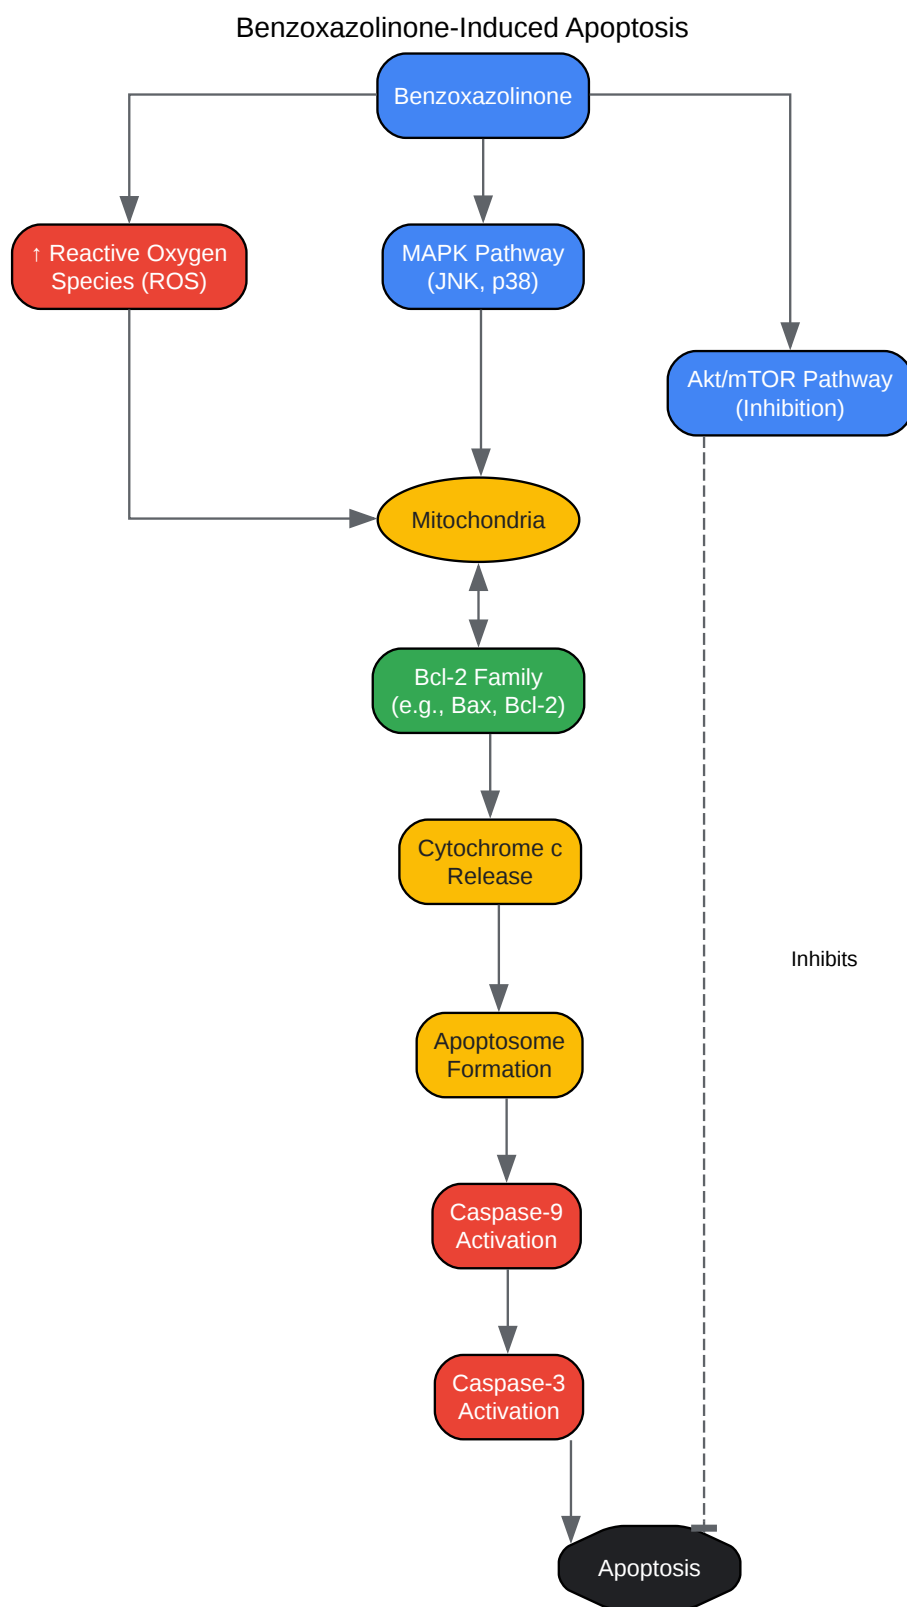 Benzoxazolinone-Induced Apoptosis
Benzoxazolinone
↑ Reactive Oxygen
Species (ROS)
MAPK Pathway
(JNK, p38)
Akt/mTOR Pathway
(Inhibition)
Mitochondria
Bcl-2 Family
(e.g., Bax, Bcl-2)
Cytochrome c
Release
Inhibits
Apoptosome
Formation
Caspase-9
Activation
Caspase-3
Activation
Apoptosis